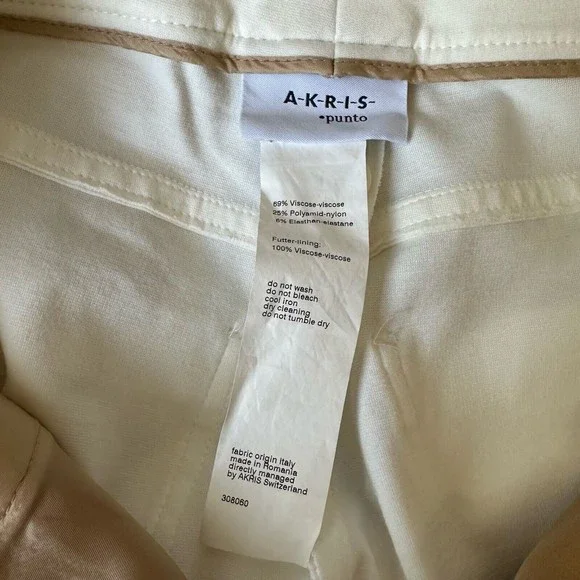 A-K-R-I-S-
•punto
69% Viscose-viscose
25% Polyamid-nylon
6% Elasthan-elastane
Futter-lining:
100% Viscose-viscose
do not wash
do not bleach
cool iron
dry cleaning
do not tumble dry
fabric origin Italy
made in Romania
directly managed
by AKRIS Switzerland
308060